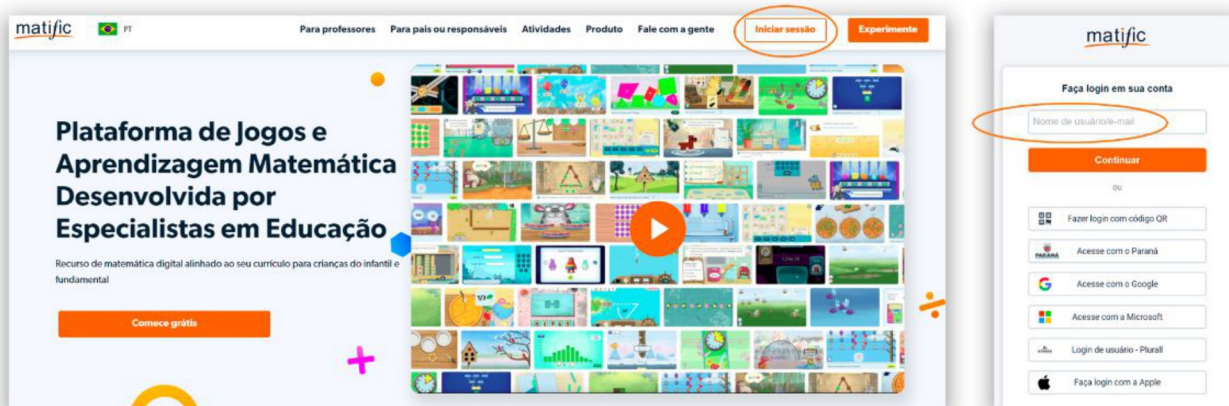 matific
PT
Para professores
Para pais ou responsáveis
Atividades
Produto
Fale com a gente
Iniciar sessão
Experimente
Plataforma de Jogos e
Aprendizagem Matemática
Desenvolvida por
Especialistas em Educação
Recurso de matemática digital alinhado ao seu currículo para crianças do infantil e
fundamental
Comece grátis
matific
Faça login em sua conta
Nome de usuário/e-mail
Continuar
ou
Fazer login com código QR
PARANÁ
Acesse com o Paraná
Acesse com o Google
Acesse com a Microsoft
Login de usuário - Plurall
Faça login com a Apple